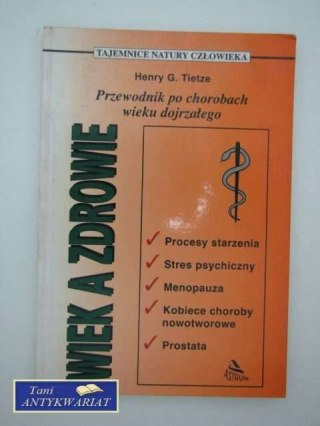 TAJEMNICE NATURY CZŁOWIEKA
Henry G. Tietze
Przewodnik po chorobach
wieku dojrzałego
WIEK A ZDROWIE
Procesy starzenia
Stres psychiczny
Menopauza
Kobiece choroby
nowotworowe
Prostata
ASTRUM
Tani
ANTYKWARIAT